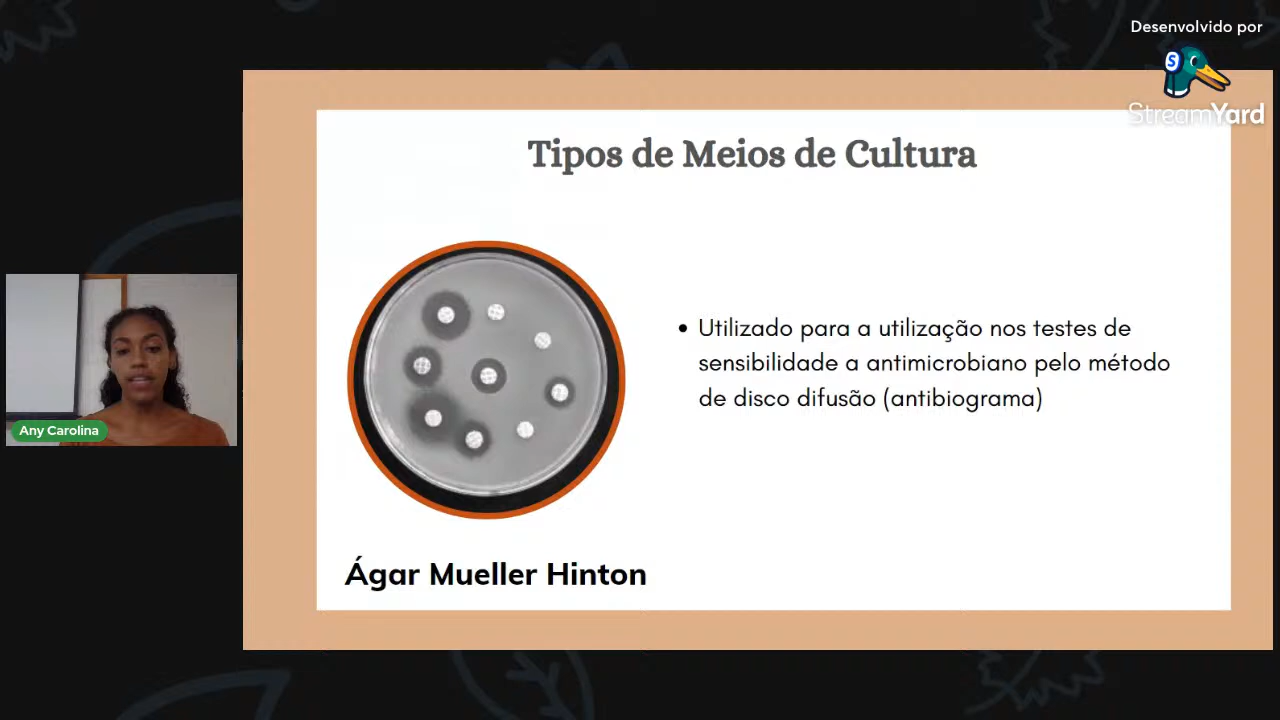 Desenvolvido por
StreamYard
Tipos de Meios de Cultura
• Utilizado para a utilização nos testes de
sensibilidade a antimicrobiano pelo método
de disco difusão (antibiograma)
Any Carolina
Ágar Mueller Hinton